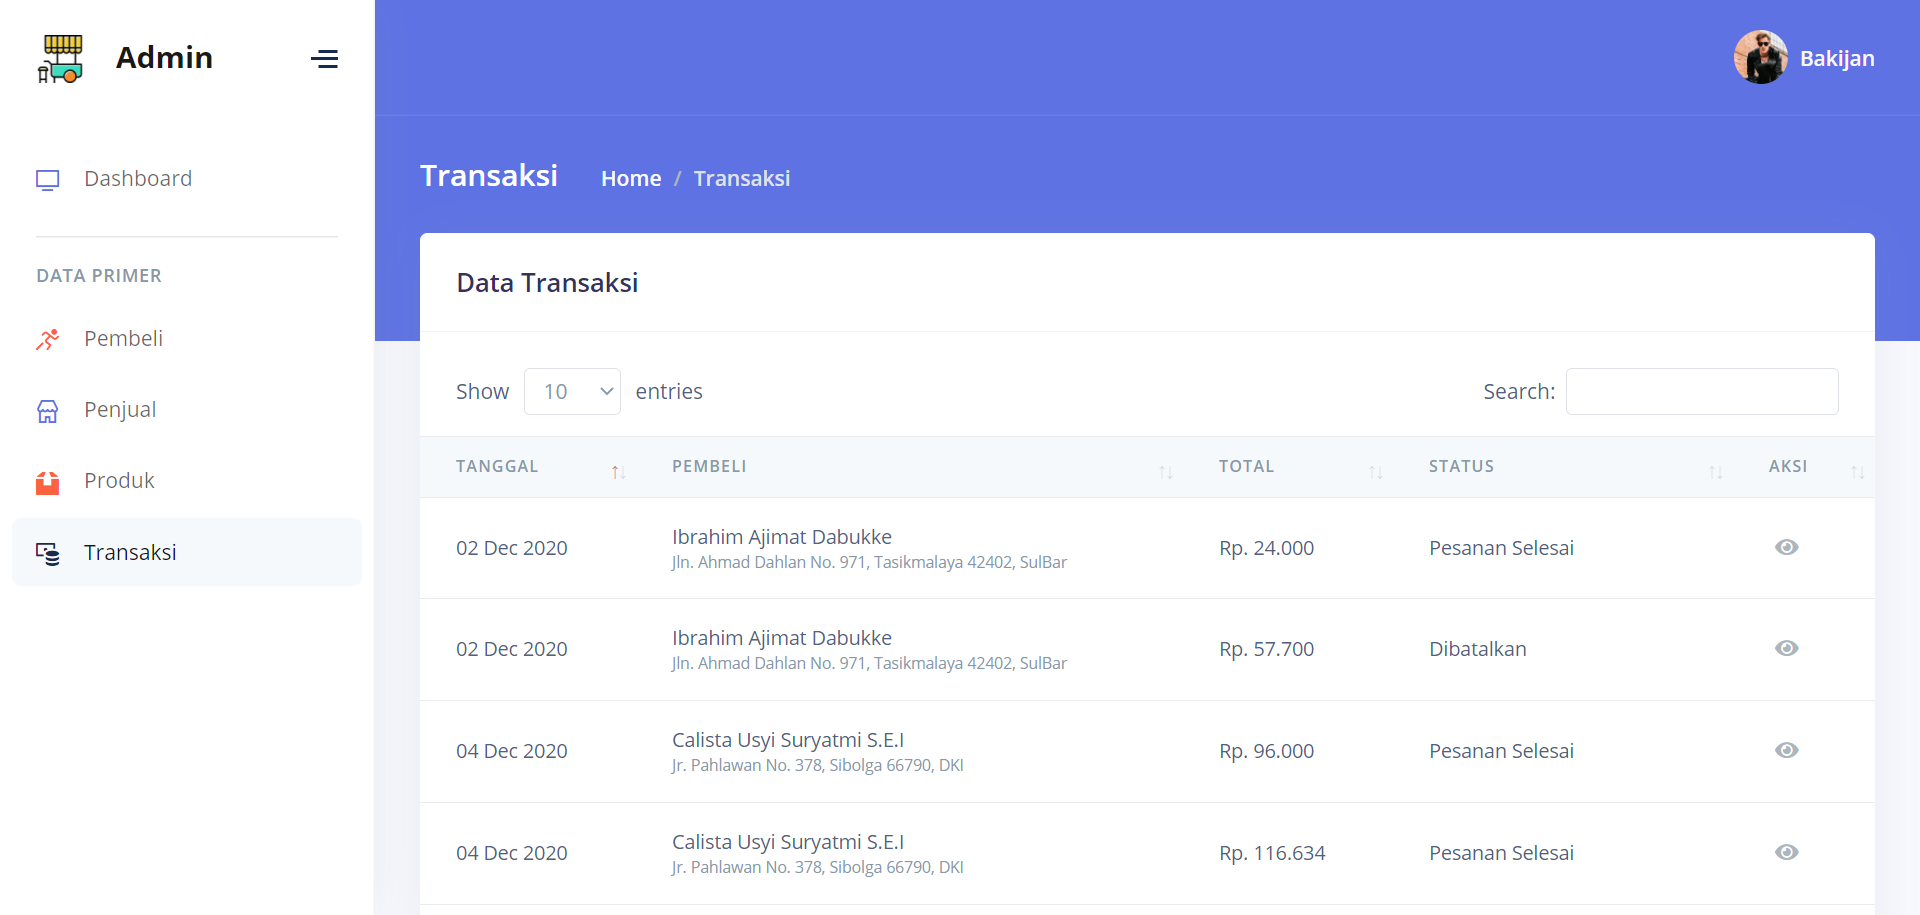 Admin
Bakijan
Dashboard
Transaksi Home / Transaksi
DATA PRIMER
Pembeli
Penjual
Produk
Transaksi
Data Transaksi
Show 10 entries Search:
TANGGAL PEMBELI TOTAL STATUS AKSI
02 Dec 2020 Ibrahim Ajimat Dabukke Rp. 24.000 Pesanan Selesai
Jln. Ahmad Dahlan No. 971, Tasikmalaya 42402, SulBar
02 Dec 2020 Ibrahim Ajimat Dabukke Rp. 57.700 Dibatalkan
Jln. Ahmad Dahlan No. 971, Tasikmalaya 42402, SulBar
04 Dec 2020 Calista Usyi Suryatmi S.E.I Rp. 96.000 Pesanan Selesai
Jr. Pahlawan No. 378, Sibolga 66790, DKI
04 Dec 2020 Calista Usyi Suryatmi S.E.I Rp. 116.634 Pesanan Selesai
Jr. Pahlawan No. 378, Sibolga 66790, DKI